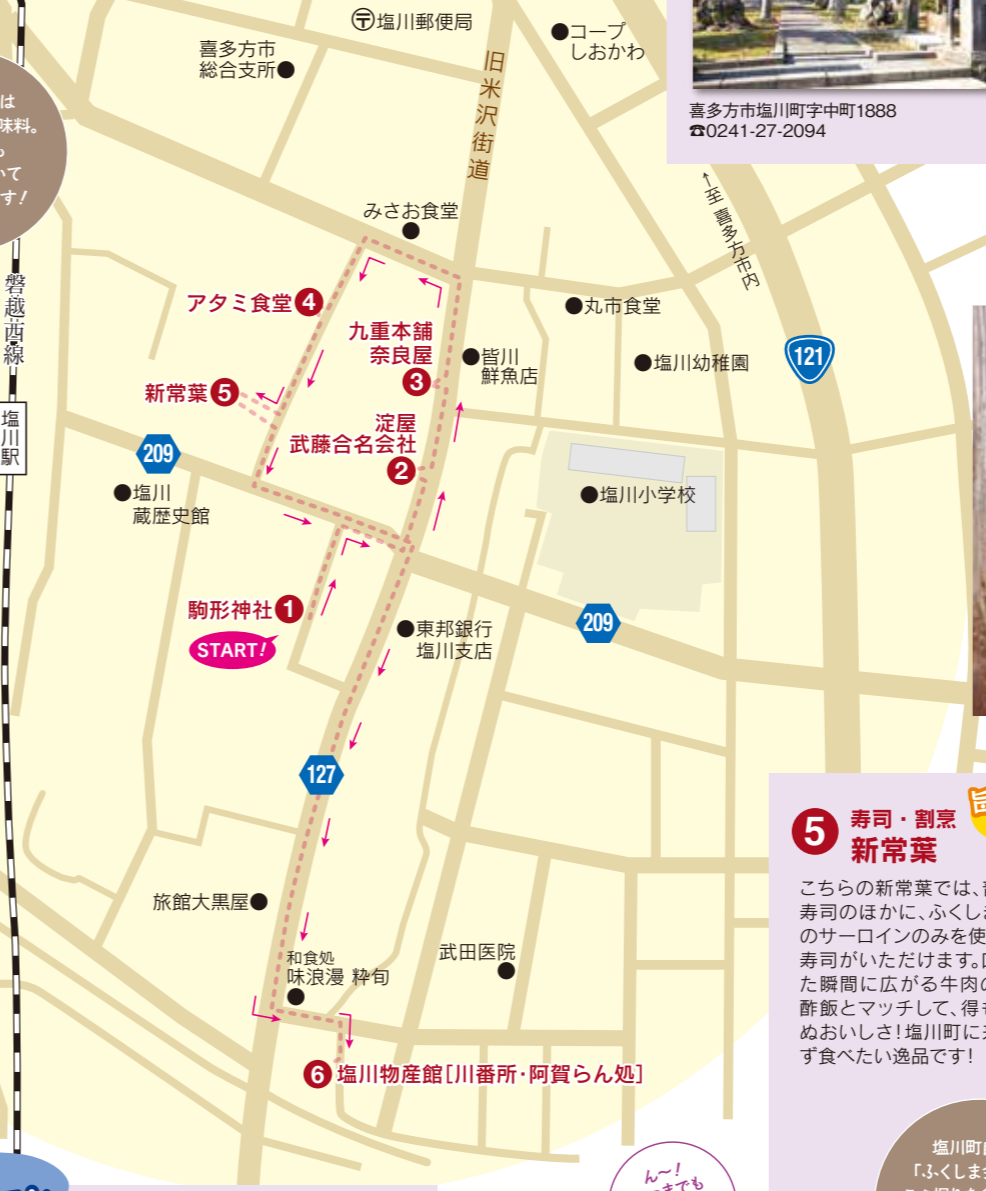 〒塩川郵便局
喜多方市
総合支所
コープ
しおかわ
旧米沢街道
喜多方市塩川町字中町1888
☎0241-27-2094
←至 喜多方市内
は
味料。
いて
す!
みさお食堂
磐越西線
塩川駅
アタミ食堂 4
九重本舗
奈良屋
3
皆川
鮮魚店
丸市食堂
塩川幼稚園
121
新常葉 5
淀屋
武藤合名会社
2
209
塩川
蔵歴史館
塩川小学校
駒形神社 1
START!
209
東邦銀行
塩川支店
127
旅館大黒屋
和食処
味浪漫 粋旬
武田医院
6 塩川物産館[川番所・阿賀らん処]
5 寿司・割烹
新常葉
こちらの新常葉では、
寿司のほかに、ふくし
のサーロインのみを使
寿司がいただけます。
た瞬間に広がる牛肉の
酢飯とマッチして、得も
ぬおいしさ!塩川町に
ず食べたい逸品です!
塩川町
「ふくしま
ん〜!
までも